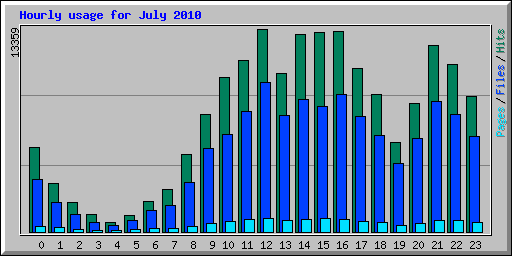 Hourly usage for July 2010
13359
Pages/Files/Hits
0 1 2 3 4 5 6 7 8 9 10 11 12 13 14 15 16 17 18 19 20 21 22 23